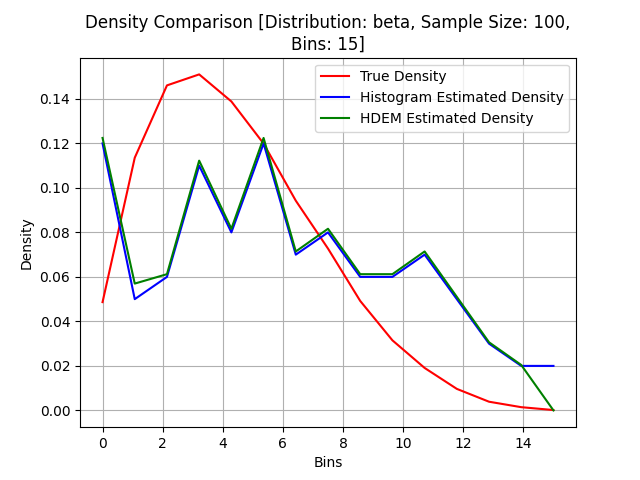 Density Comparison [Distribution: beta, Sample Size: 100,
Bins: 15]
True Density
Histogram Estimated Density
HDEM Estimated Density
Density
0.14
0.12
0.10
0.08
0.06
0.04
0.02
0.00
0 2 4 6 8 10 12 14
Bins